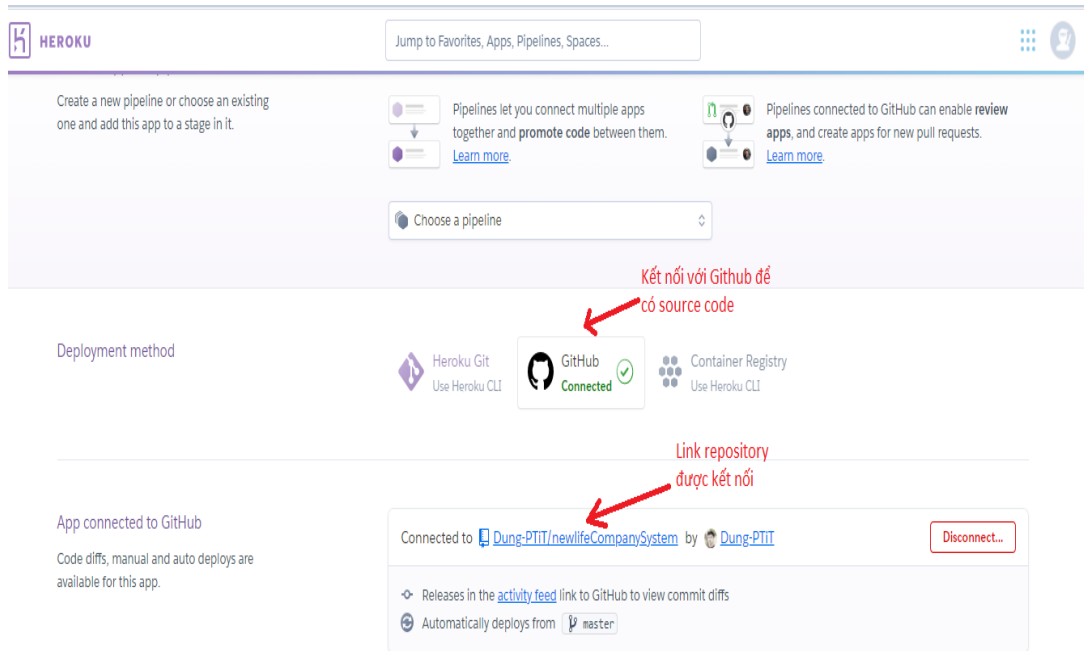 HEROKU
Jump to Favorites, Apps, Pipelines, Spaces...
Create a new pipeline or choose an existing
one and add this app to a stage in it.
Pipelines let you connect multiple apps
together and promote code between them.
Learn more.
Pipelines connected to GitHub can enable review
apps, and create apps for new pull requests.
Learn more.
Choose a pipeline
Kết nối với Github để
có source code
Deployment method
Heroku Git
Use Heroku CLI
GitHub
Connected
Container Registry
Use Heroku CLI
Link repository
được kết nối
App connected to GitHub
Code diffs, manual and auto deploys are
available for this app.
Connected to Dung-PTiT/newlifeCompanySystem by Dung-PTiT
Disconnect...
Releases in the activity feed link to GitHub to view commit diffs
Automatically deploys from master